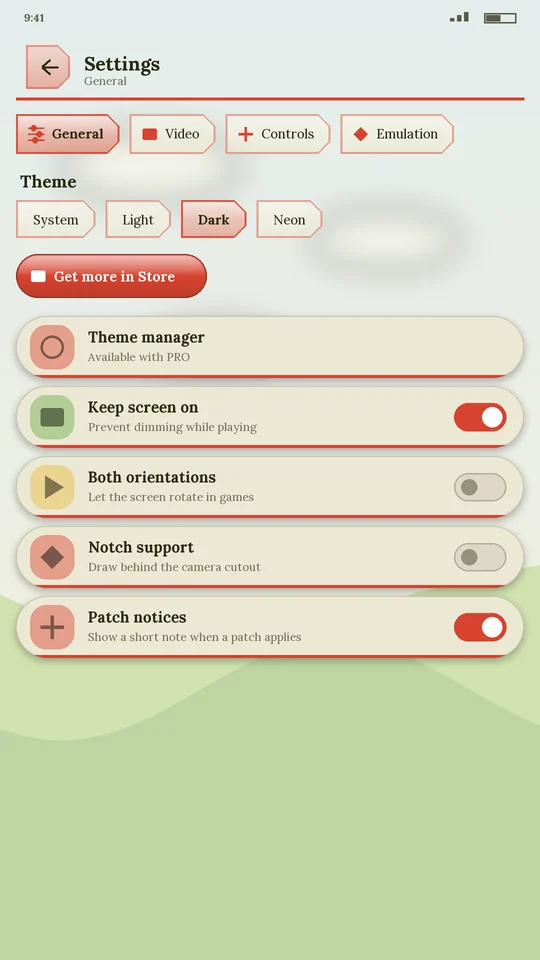 9:41
Settings
General
General
Video
Controls
Emulation
Theme
System
Light
Dark
Neon
Get more in Store
Theme manager
Available with PRO
Keep screen on
Prevent dimming while playing
Both orientations
Let the screen rotate in games
Notch support
Draw behind the camera cutout
Patch notices
Show a short note when a patch applies